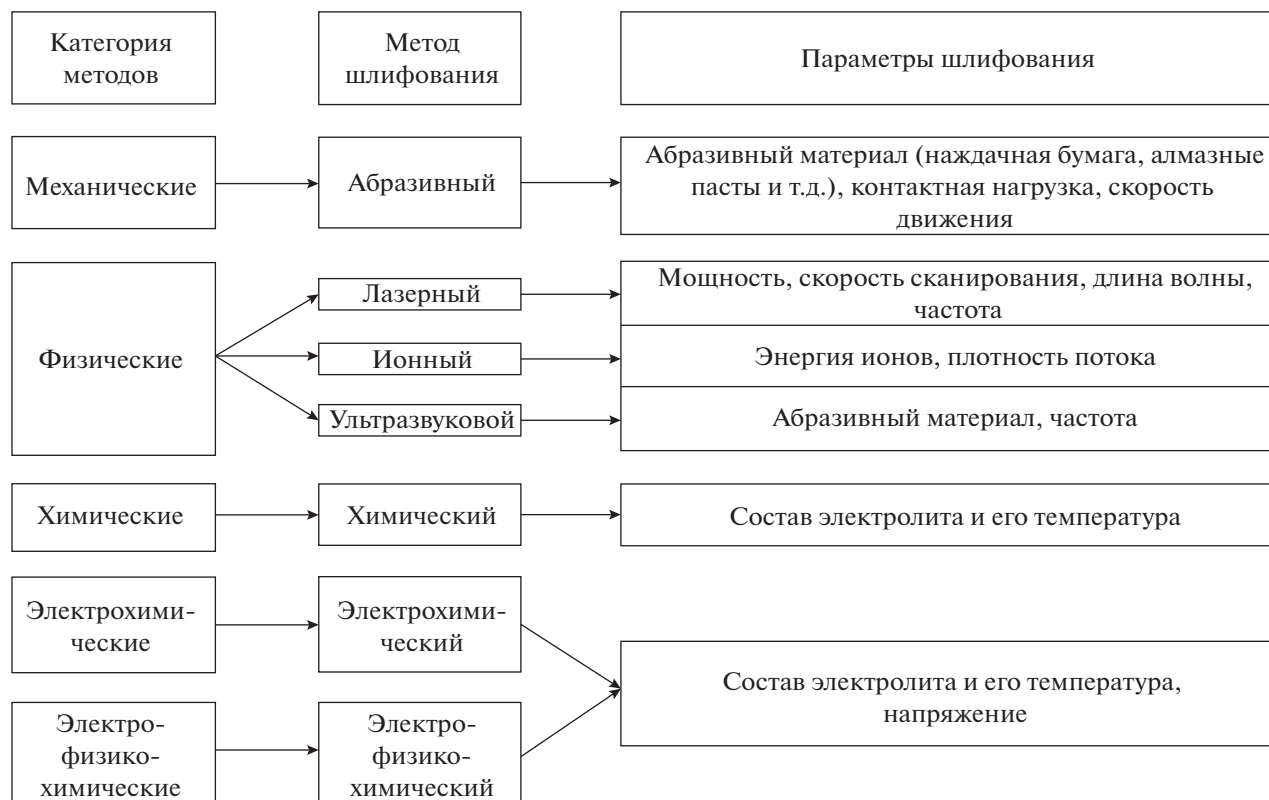 Категория
методов
Метод
шлифования
Параметры шлифования
Механические
Абразивный
Абразивный материал (наждачная бумага, алмазные
пасты и т.д.), контактная нагрузка, скорость
движения
Физические
Лазерный
Мощность, скорость сканирования, длина волны,
частота
Ионный
Энергия ионов, плотность потока
Ультразвуковой
Абразивный материал, частота
Химические
Химический
Состав электролита и его температура
Электрохими-
ческие
Электрохими-
ческий
Состав электролита и его температура,
напряжение
Электро-
физико-
химические
Электро-
физико-
химический